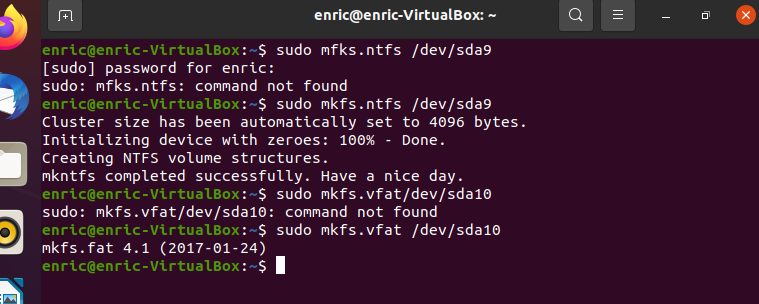 enric@enric-VirtualBox: ~
enric@enric-VirtualBox:~$ sudo mfks.ntfs /dev/sda9
[sudo] password for enric:
sudo: mfks.ntfs: command not found
enric@enric-VirtualBox:~$ sudo mkfs.ntfs /dev/sda9
Cluster size has been automatically set to 4096 bytes.
Initializing device with zeroes: 100% - Done.
Creating NTFS volume structures.
mkntfs completed successfully. Have a nice day.
enric@enric-VirtualBox:~$ sudo mkfs.vfat/dev/sda10
sudo: mkfs.vfat/dev/sda10: command not found
enric@enric-VirtualBox:~$ sudo mkfs.vfat /dev/sda10
mkfs.fat 4.1 (2017-01-24)
enric@enric-VirtualBox:~$